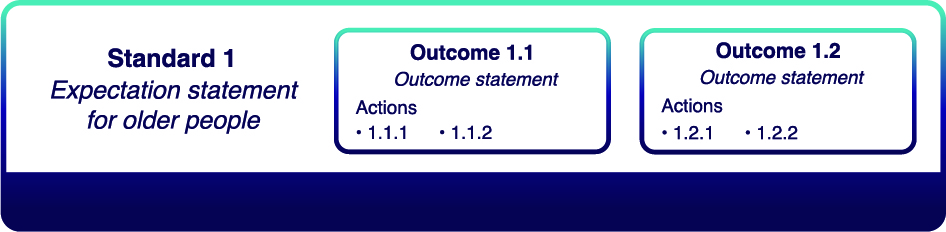 Standard 1
Expectation statement
for older people
Outcome 1.1
Outcome statement
Actions
• 1.1.1 • 1.1.2
Outcome 1.2
Outcome statement
Actions
• 1.2.1 • 1.2.2